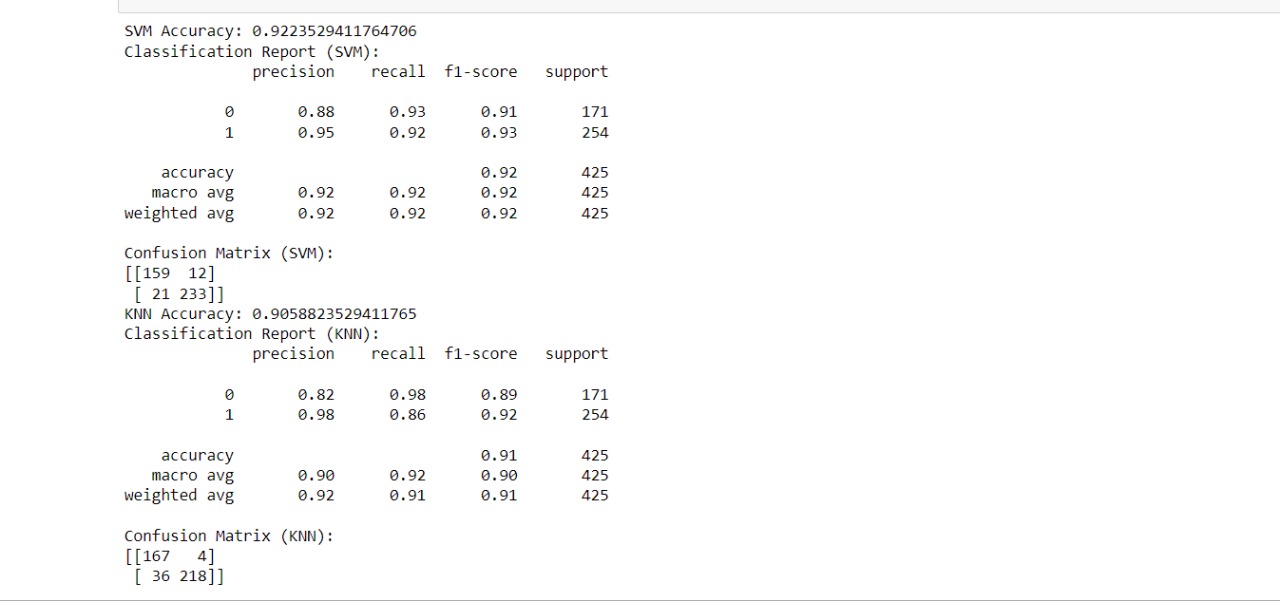 SVM Accuracy: 0.9223529411764706
Classification Report (SVM):
              precision    recall  f1-score   support

           0       0.88      0.93      0.91       171
           1       0.95      0.92      0.93       254

    accuracy                           0.92       425
   macro avg       0.92      0.92      0.92       425
weighted avg       0.92      0.92      0.92       425

Confusion Matrix (SVM):
[[159  12]
 [ 21 233]]
KNN Accuracy: 0.9058823529411765
Classification Report (KNN):
              precision    recall  f1-score   support

           0       0.82      0.98      0.89       171
           1       0.98      0.86      0.92       254

    accuracy                           0.91       425
   macro avg       0.90      0.92      0.90       425
weighted avg       0.92      0.91      0.91       425

Confusion Matrix (KNN):
[[167   4]
 [ 36 218]]